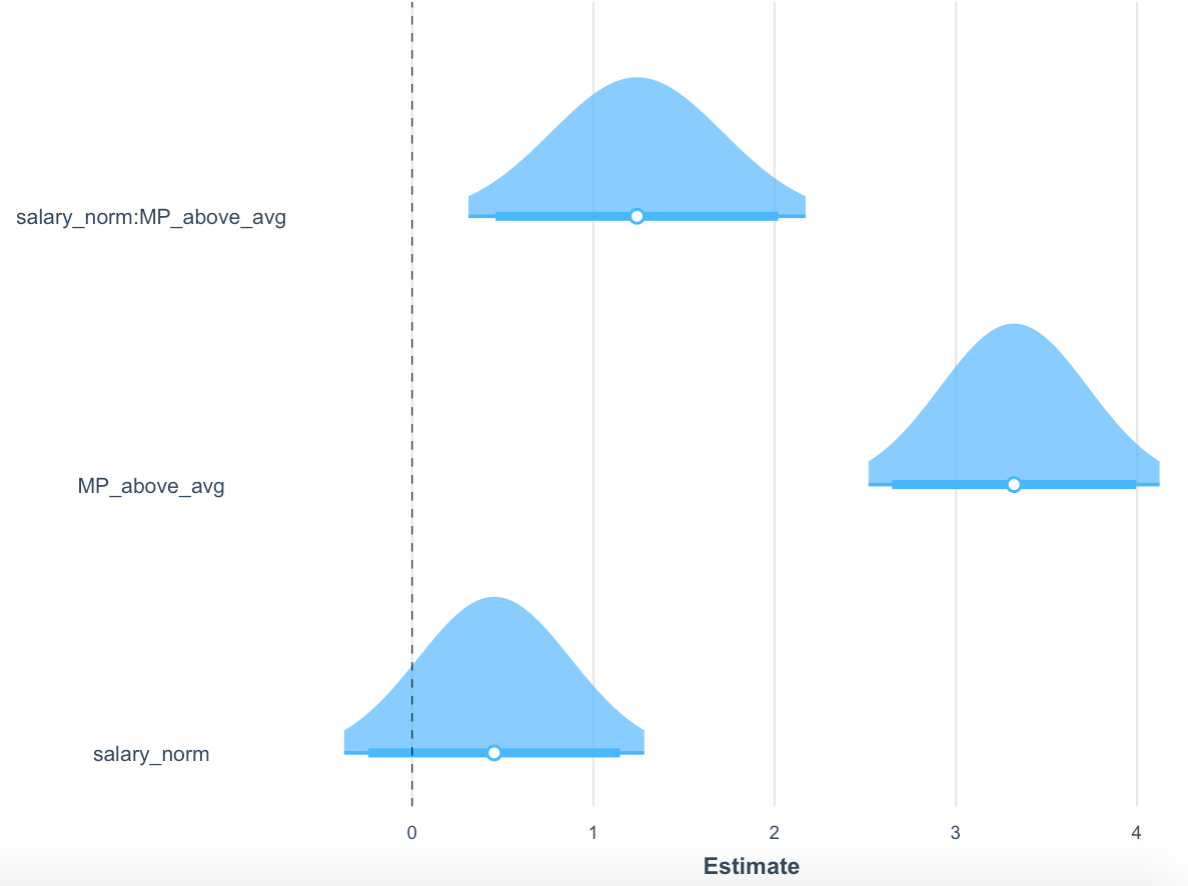 salary_norm:MP_above_avg
MP_above_avg
salary_norm
0 1 2 3 4
Estimate